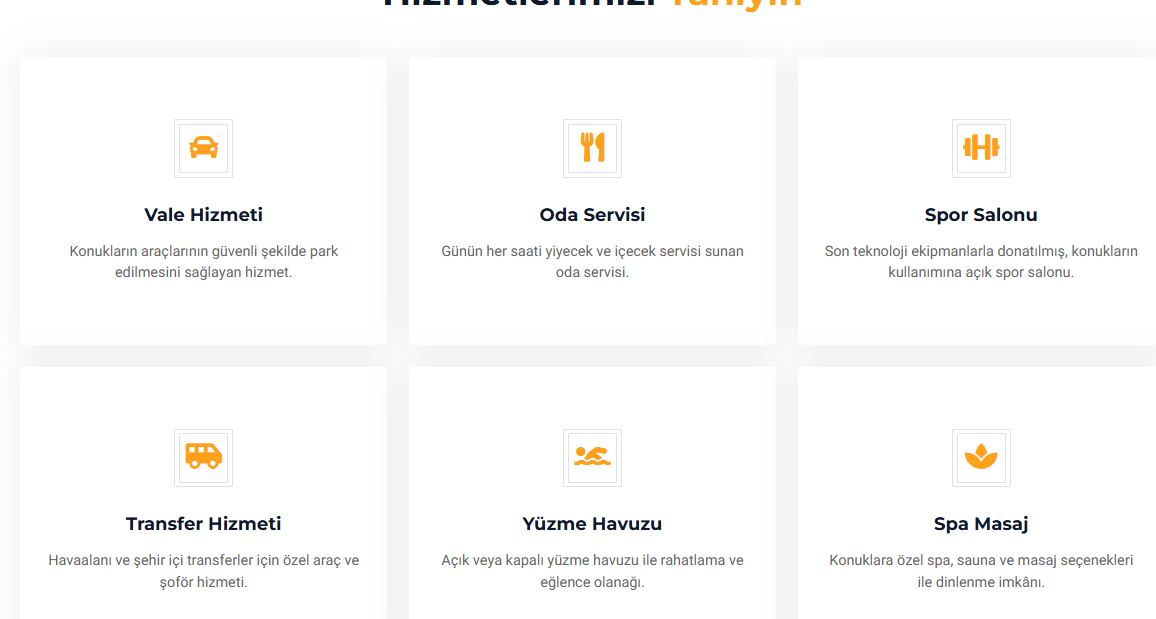 Hizmetlerimizi Tanıyın
Vale Hizmeti
Konukların araçlarının güvenli şekilde park
edilmesini sağlayan hizmet.
Oda Servisi
Günün her saati yiyecek ve içecek servisi sunan
oda servisi.
Spor Salonu
Son teknoloji ekipmanlarla donatılmış, konukların
kullanımına açık spor salonu.
Transfer Hizmeti
Havaalanı ve şehir içi transferler için özel araç ve
şoför hizmeti.
Yüzme Havuzu
Açık veya kapalı yüzme havuzu ile rahatlama ve
eğlence olanağı.
Spa Masaj
Konuklara özel spa, sauna ve masaj seçenekleri
ile dinlenme imkânı.